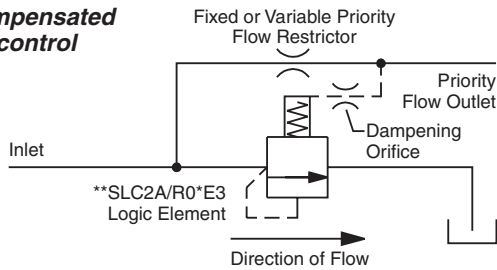 mpensated
control
Fixed or Variable Priority
Flow Restrictor
Priority
Flow Outlet
Dampening
Orifice
Inlet
**SLC2A/R0*E3
Logic Element
Direction of Flow